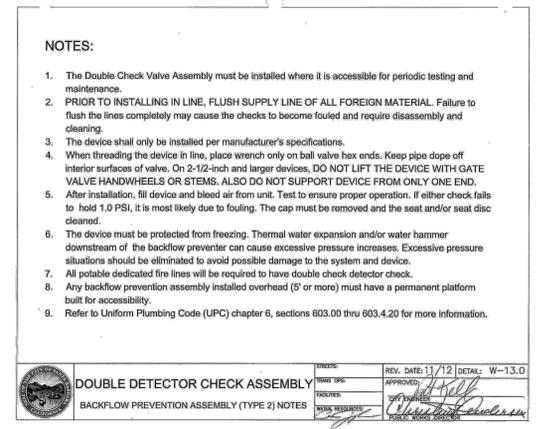 NOTES:
1. The Double Check Valve Assembly must be installed where it is accessible for periodic testing and
maintenance.
2. PRIOR TO INSTALLING IN LINE, FLUSH SUPPLY LINE OF ALL FOREIGN MATERIAL. Failure to
flush the lines completely may cause the checks to become fouled and require disassembly and
cleaning.
3. The device shall only be installed per manufacturer's specifications.
4. When threading the device in line, place wrench only on ball valve hex ends. Keep pipe dope off
interior surfaces of valve. On 2-1/2-inch and larger devices, DO NOT LIFT THE DEVICE WITH GATE
VALVE HANDWHEELS OR STEMS. ALSO DO NOT SUPPORT DEVICE FROM ONLY ONE END.
5. After installation, fill device and bleed air from unit. Test to ensure proper operation. If either check fails
to hold 1.0 PSI, it is most likely due to fouling. The cap must be removed and the seat and/or seat disc
cleaned.
6. The device must be protected from freezing. Thermal water expansion and/or water hammer
downstream of the backflow preventer can cause excessive pressure increases. Excessive pressure
situations should be eliminated to avoid possible damage to the system and device.
7. All potable dedicated fire lines will be required to have double check detector check.
8. Any backflow prevention assembly installed overhead (5' or more) must have a permanent platform
built for accessibility.
9. Refer to Uniform Plumbing Code (UPC) chapter 6, sections 603.00 thru 603.4.20 for more information.
DOUBLE DETECTOR CHECK ASSEMBLY
BACKFLOW PREVENTION ASSEMBLY (TYPE 2) NOTES
STREETS:
TRANS OPS:
FACILITIES:
WATER RESOURCES:
REV. DATE: 11/12 DETAIL: W-13.0
APPROVED:
CITY ENGINEER
PUBLIC WORKS DIRECTOR